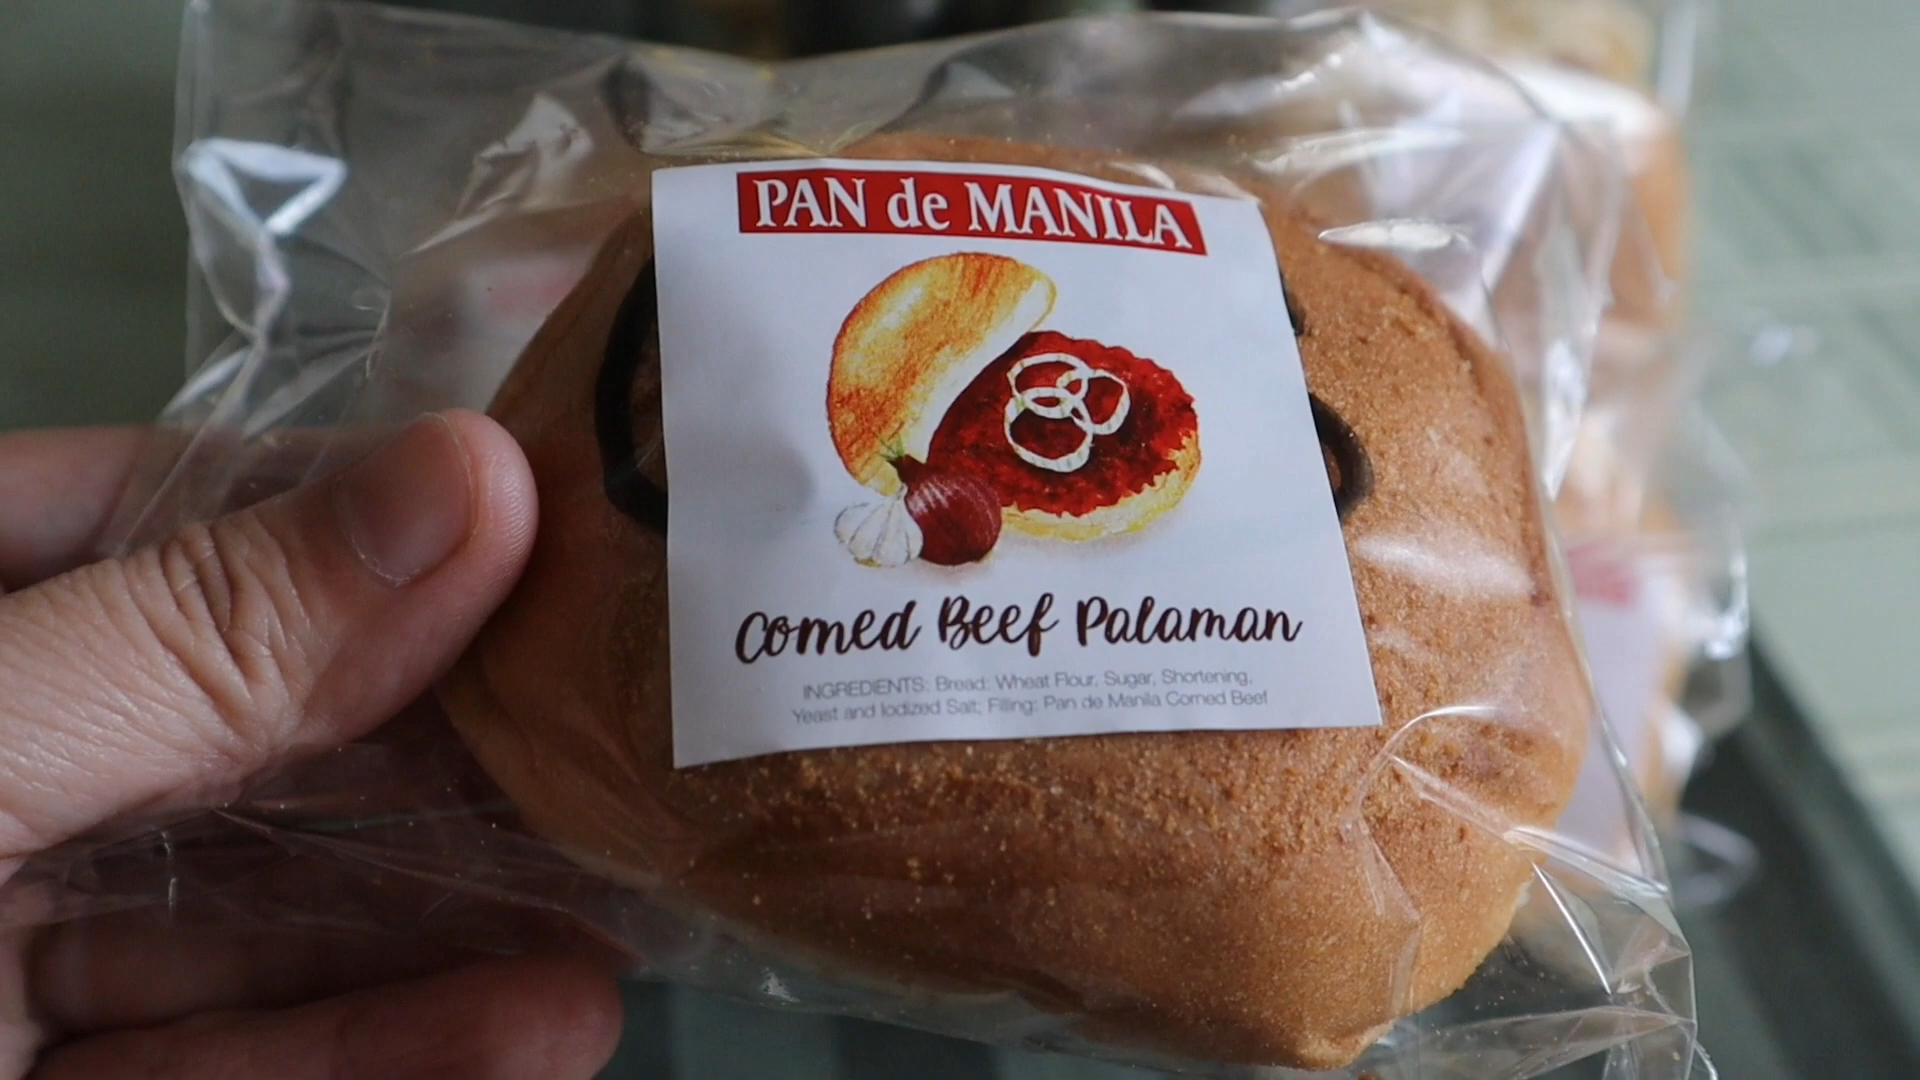 PAN de MANILA
Corned Beef Palaman
INGREDIENTS: Bread: Wheat Flour, Sugar, Shortening,
Yeast and Iodized Salt; Filling: Pan de Manila Corned Beef